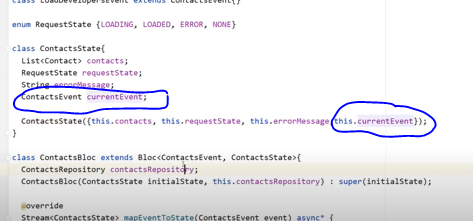 class LoadDevelopersEvent extends ContactsEvent{}
enum RequestState {LOADING, LOADED, ERROR, NONE}
class ContactsState{
List<Contact> contacts;
RequestState requestState;
String errorMessage;
ContactsEvent currentEvent;
ContactsState({this.contacts, this.requestState, this.errorMessage this.currentEvent});
}
class ContactsBloc extends Bloc<ContactsEvent, ContactsState>{
ContactsRepository contactsRepository;
ContactsBloc(ContactsState initialState, this.contactsRepository) : super(initialState);
@override
Stream<ContactsState> mapEventToState(ContactsEvent event) async* {